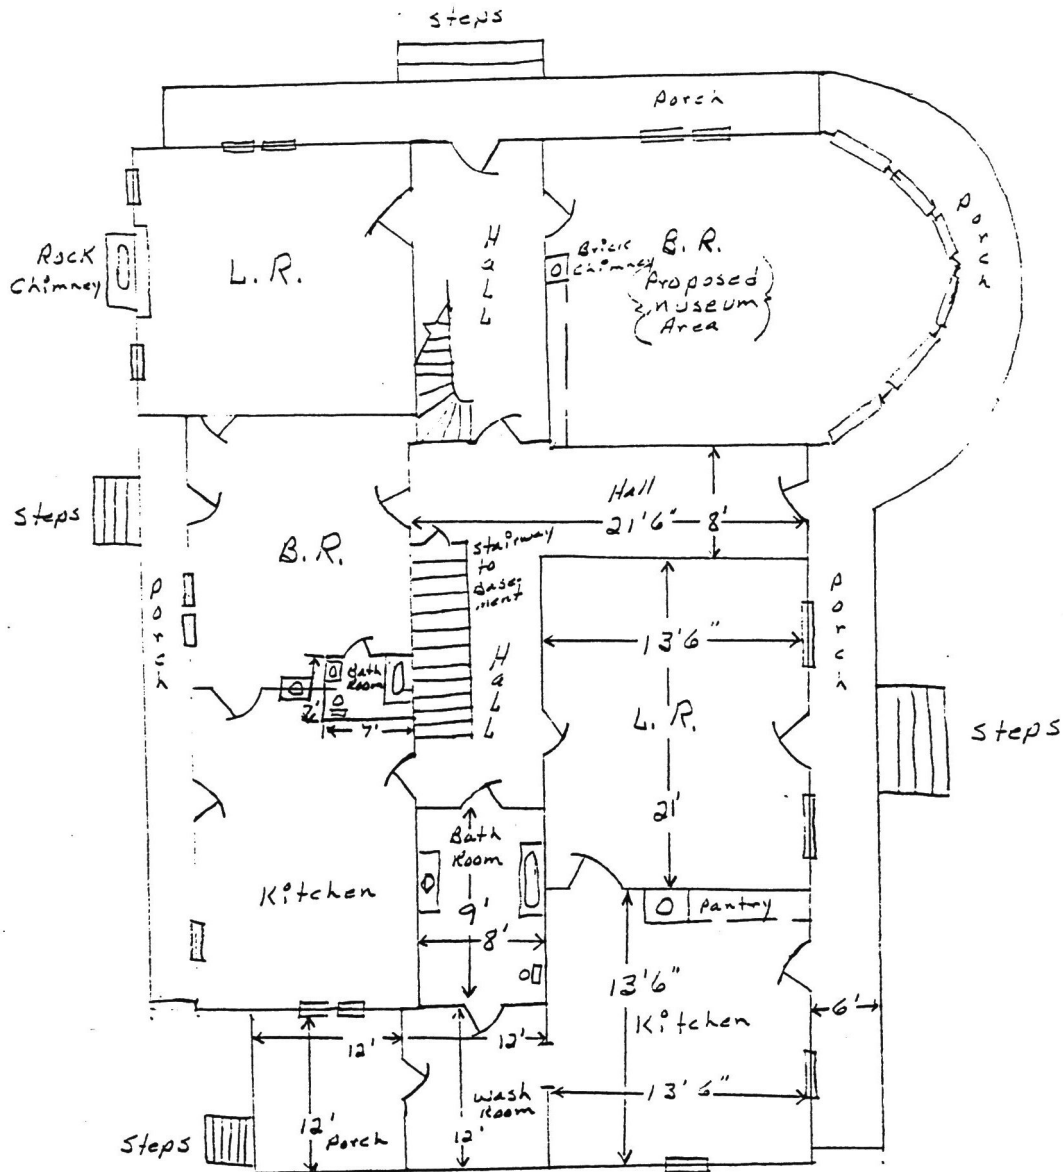 Steps
Porch
Porch
Rock
Chimney
L. R.
Hall
Brick
Chimney
B. R.
Proposed
Museum
Area
Steps
Hall
21'6"
8'
Stairway
to
Base-
ment
B. R.
Porch
Porch
13'6"
Bath
Room
7'
Hall
L. R.
Steps
21'
Bath
Room
Kitchen
9'
8'
Pantry
13'6"
Kitchen
6'
12'
12'
13'6"
Wash
Room
12'
Porch
12'
Steps